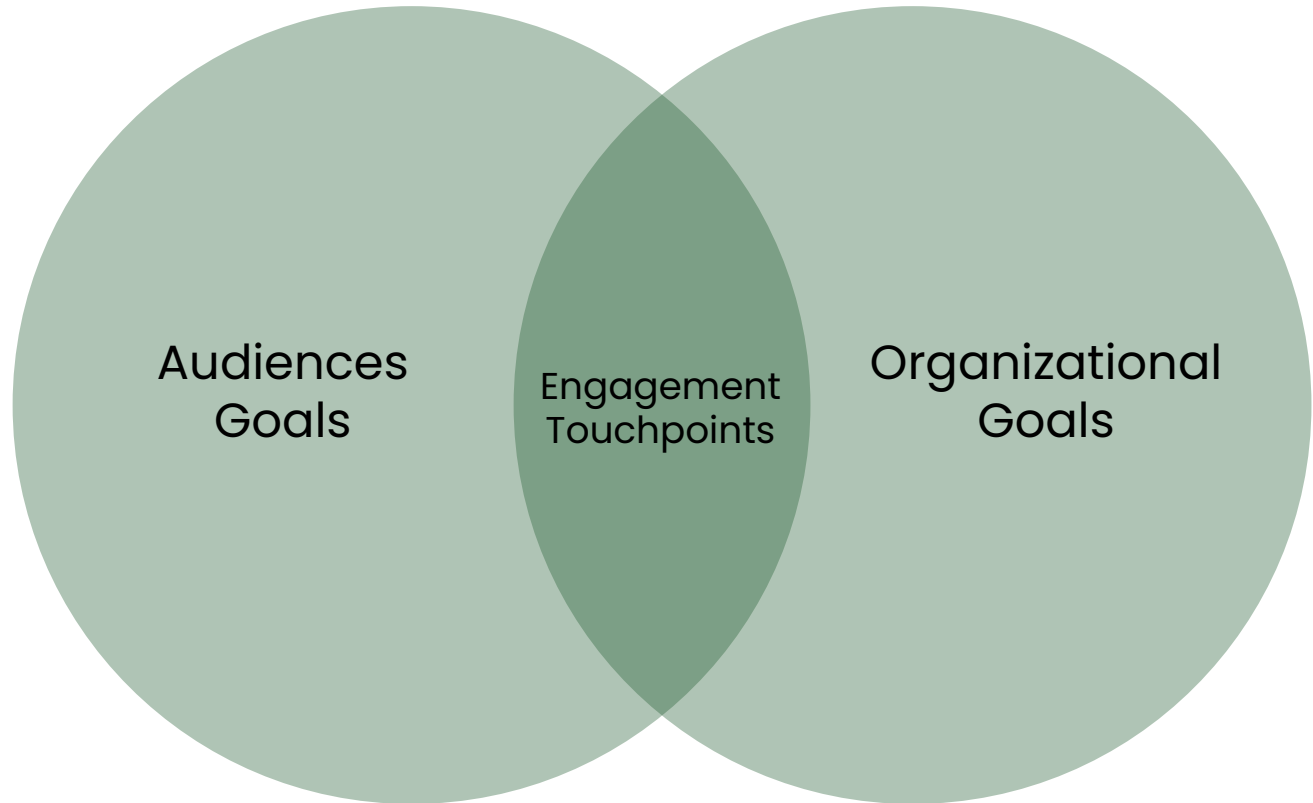 Audiences
Goals
Engagement
Touchpoints
Organizational
Goals